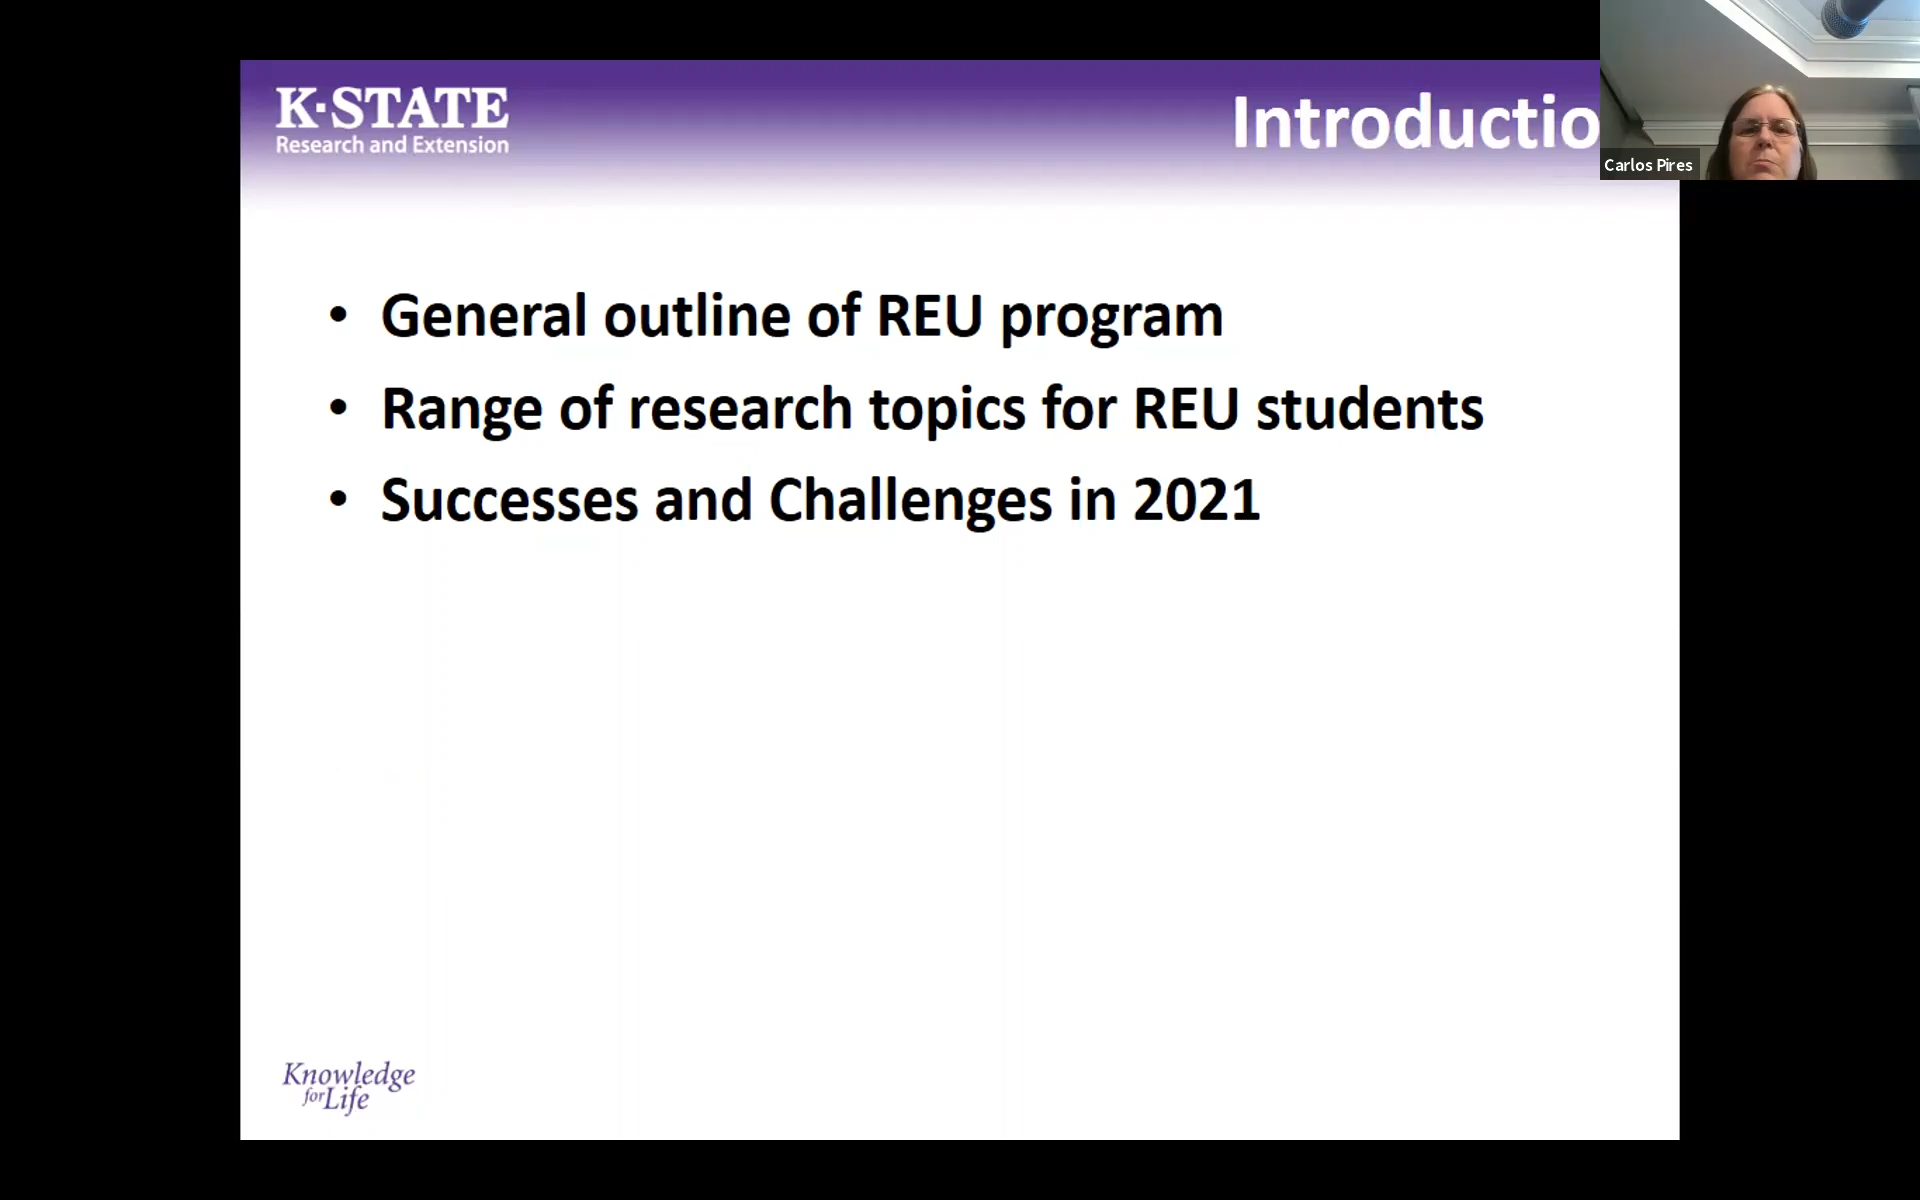 K·STATE
Research and Extension
Introductio
Carlos Pires
• General outline of REU program
• Range of research topics for REU students
• Successes and Challenges in 2021
Knowledge
for Life